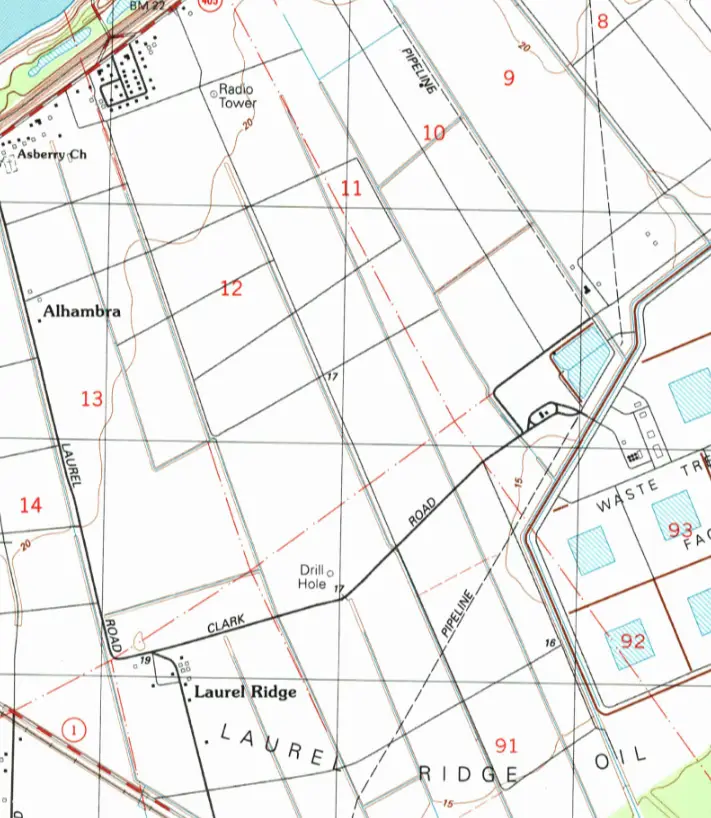 BM 22
405
8
20
9
PIPELINE
Radio
Tower
20
10
Asberry Ch
11
12
Alhambra
17
13
LAUREL
15
14
WASTE TRE
ROAD
93
FAC
20
Drill
Hole
17
PIPELINE
ROAD
CLARK
16
92
19
Laurel Ridge
1
LAUREL
91
RIDGE
OIL
15